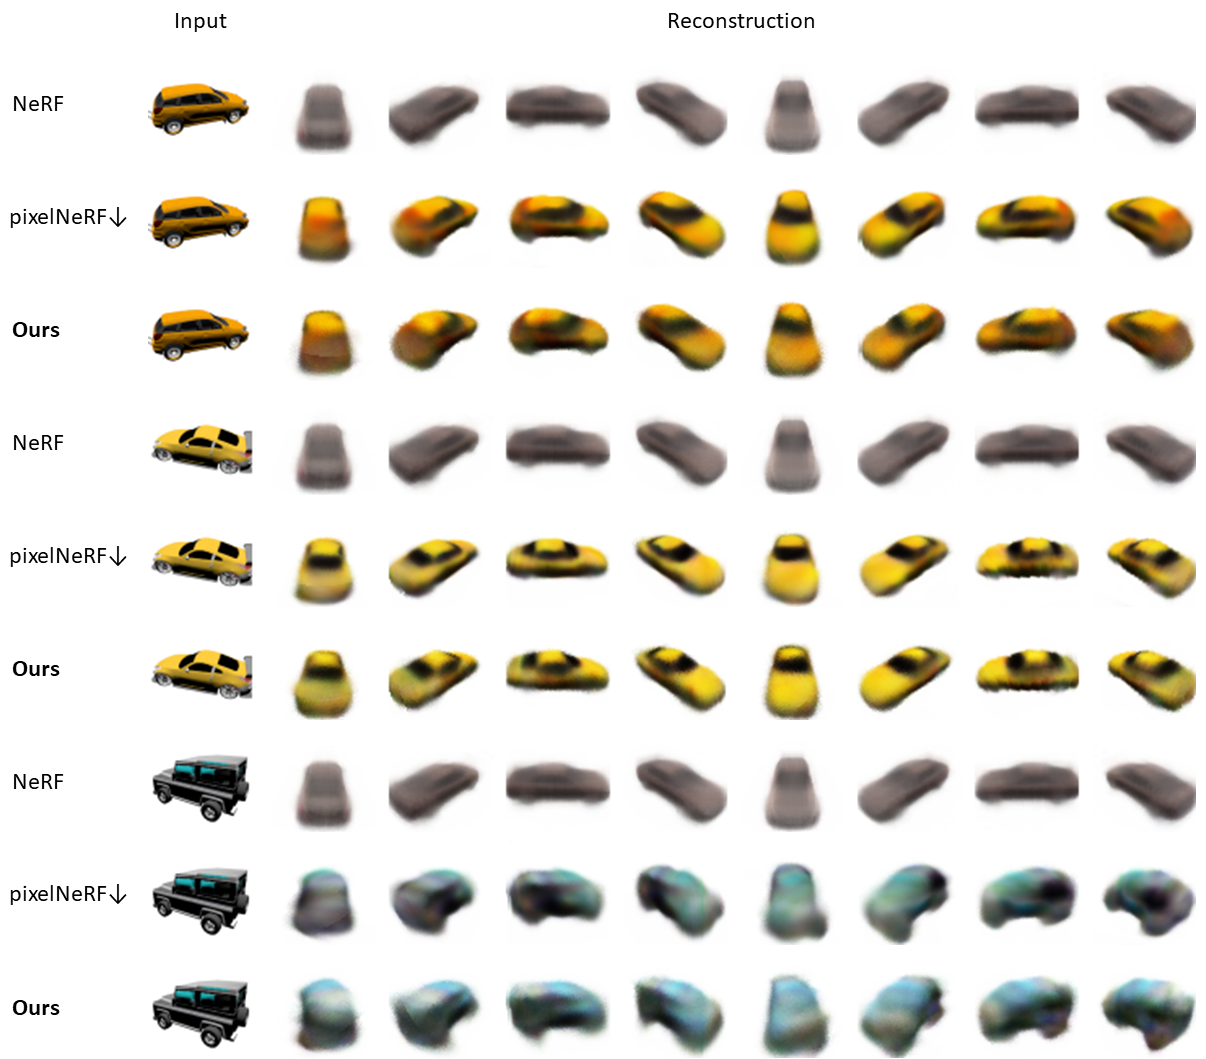 Input Reconstruction
NeRF
pixelNeRF↓
Ours
NeRF
pixelNeRF↓
Ours
NeRF
pixelNeRF↓
Ours